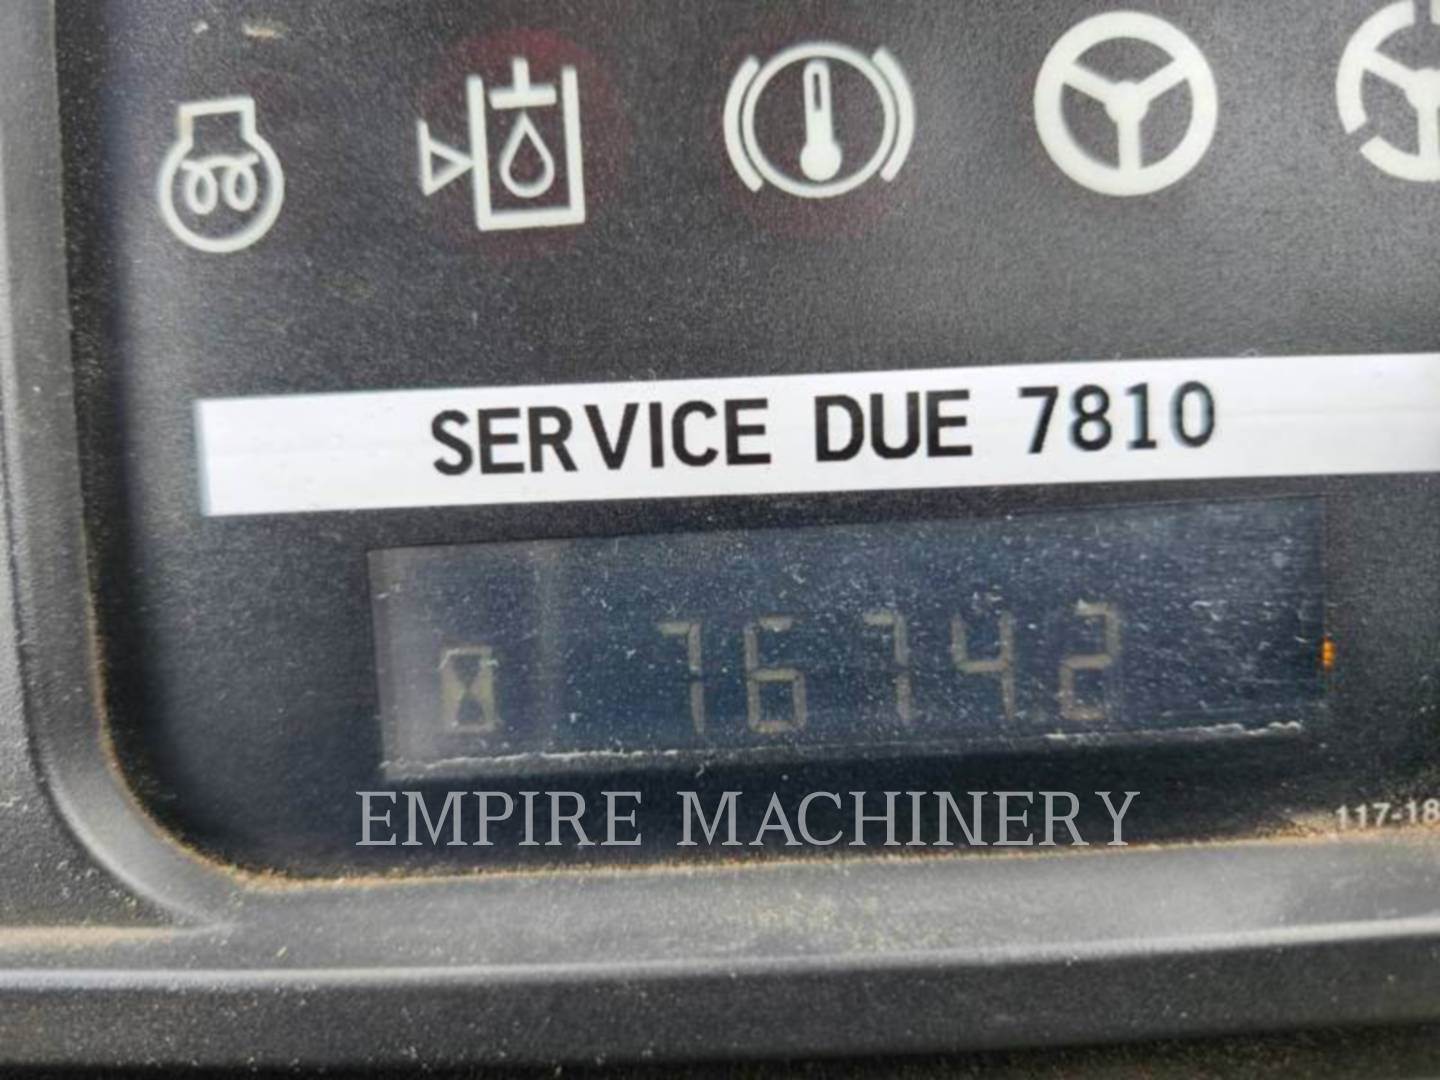 SERVICE DUE 7810
7674.2
EMPIRE MACHINERY
117-18